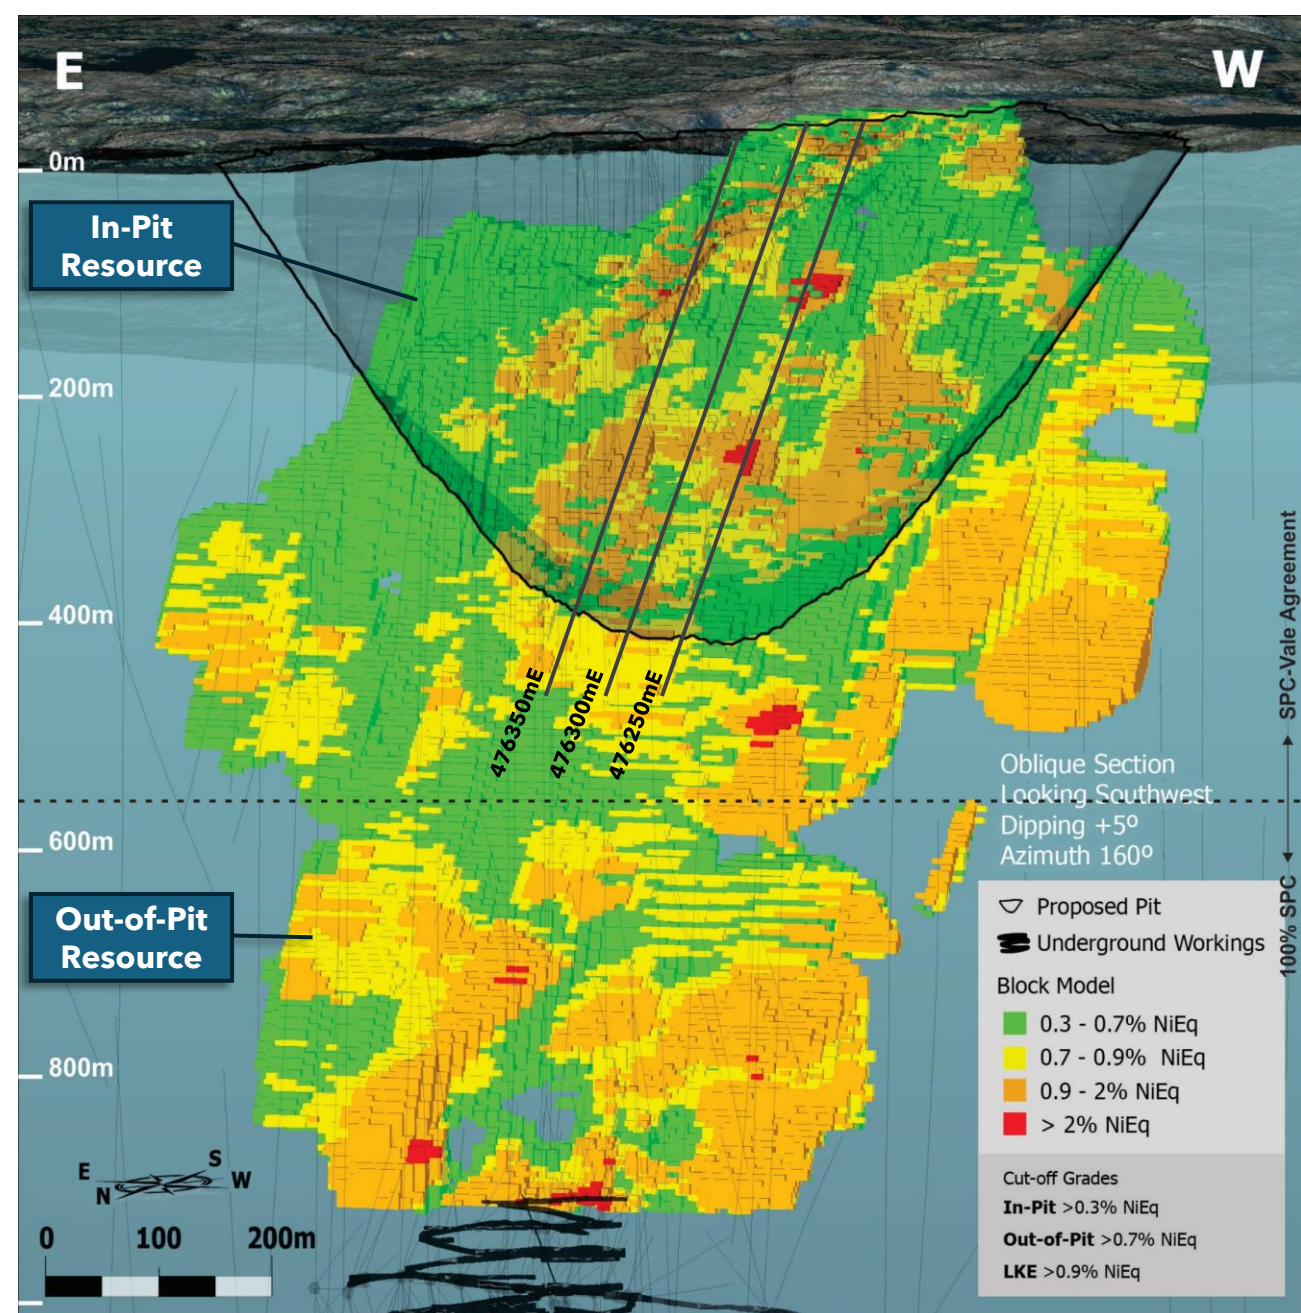 E
W
0m
In-Pit
Resource
200m
400m
476350mE
476300mE
476250mE
SPC-Vale Agreement
Oblique Section
Looking Southwest
Dipping +5º
Azimuth 160º
600m
100% SPC
Out-of-Pit
Resource
Proposed Pit
Underground Workings
Block Model
0.3 - 0.7% NiEq
0.7 - 0.9% NiEq
0.9 - 2% NiEq
> 2% NiEq
800m
Cut-off Grades
In-Pit >0.3% NiEq
Out-of-Pit >0.7% NiEq
LKE >0.9% NiEq
E
S
N
W
0 100 200m